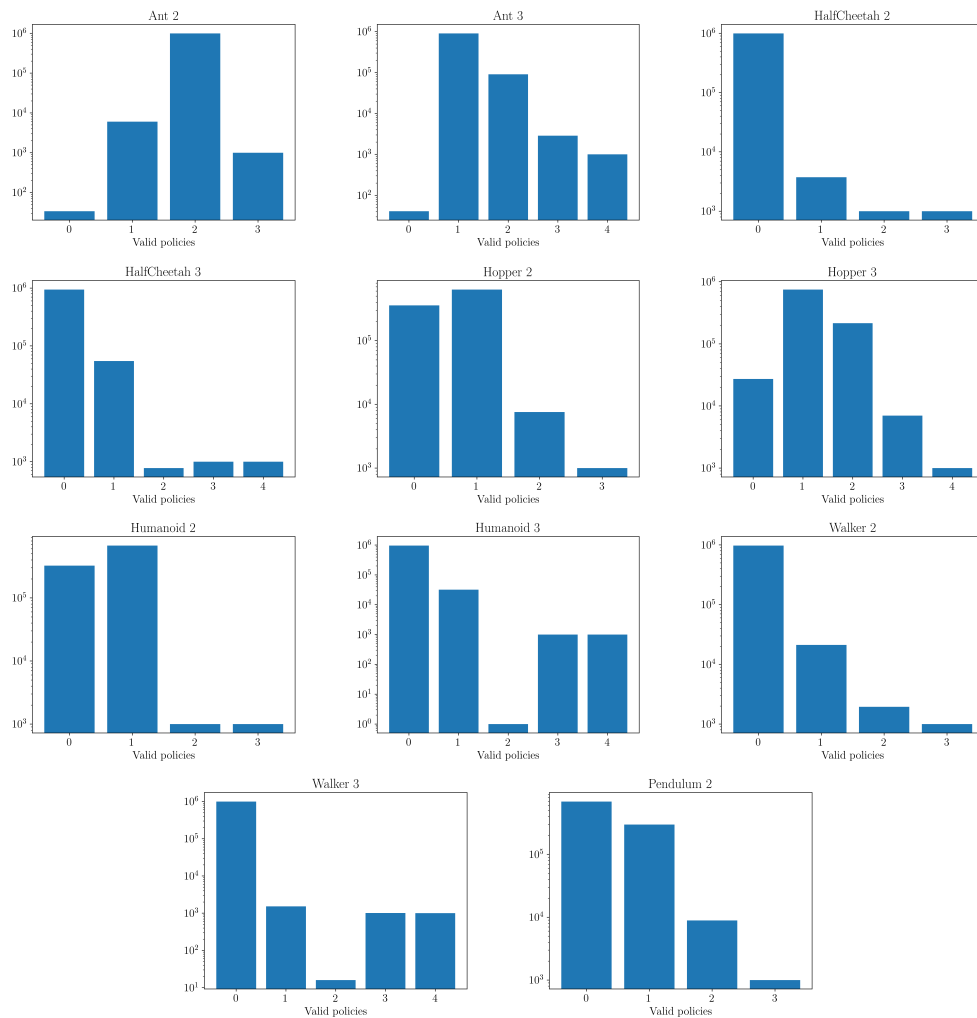 Ant 2
10^6
10^5
10^4
10^3
10^2
0 1 2 3
Valid policies
Ant 3
10^6
10^5
10^4
10^3
10^2
0 1 2 3 4
Valid policies
HalfCheetah 2
10^6
10^5
10^4
10^3
0 1 2 3
Valid policies
HalfCheetah 3
10^6
10^5
10^4
10^3
0 1 2 3 4
Valid policies
Hopper 2
10^5
10^4
10^3
0 1 2 3
Valid policies
Hopper 3
10^6
10^5
10^4
10^3
0 1 2 3 4
Valid policies
Humanoid 2
10^5
10^4
10^3
0 1 2 3
Valid policies
Humanoid 3
10^6
10^5
10^4
10^3
10^2
10^1
10^0
0 1 2 3 4
Valid policies
Walker 2
10^6
10^5
10^4
10^3
0 1 2 3
Valid policies
Walker 3
10^6
10^5
10^4
10^3
10^2
10^1
0 1 2 3 4
Valid policies
Pendulum 2
10^5
10^4
10^3
0 1 2 3
Valid policies